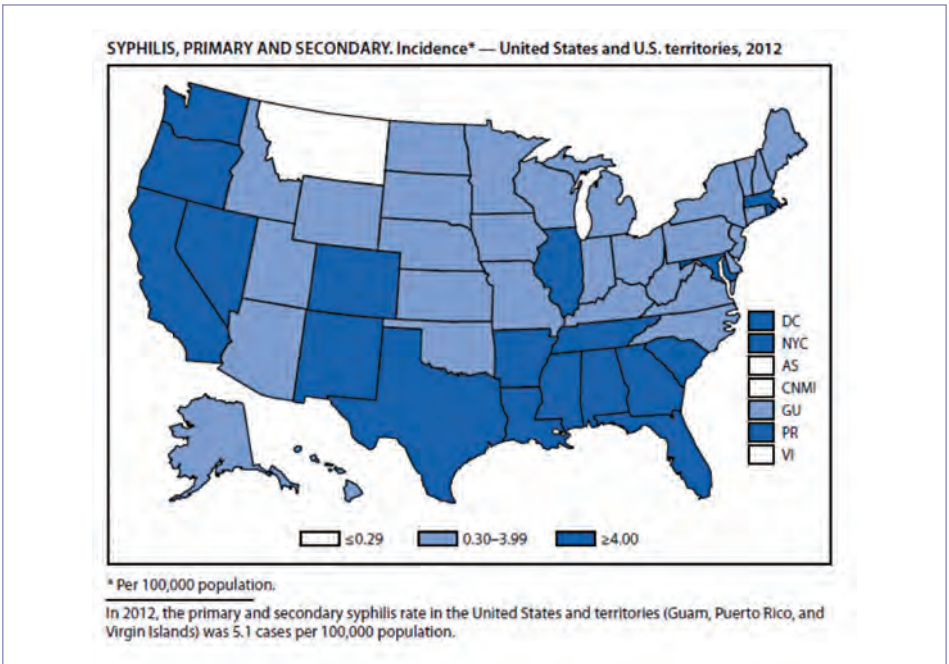 SYPHILIS, PRIMARY AND SECONDARY. Incidence* — United States and U.S. territories, 2012
DC
NYC
AS
CNMI
GU
PR
VI
≤0.29
0.30–3.99
≥4.00
* Per 100,000 population.
In 2012, the primary and secondary syphilis rate in the United States and territories (Guam, Puerto Rico, and
Virgin Islands) was 5.1 cases per 100,000 population.